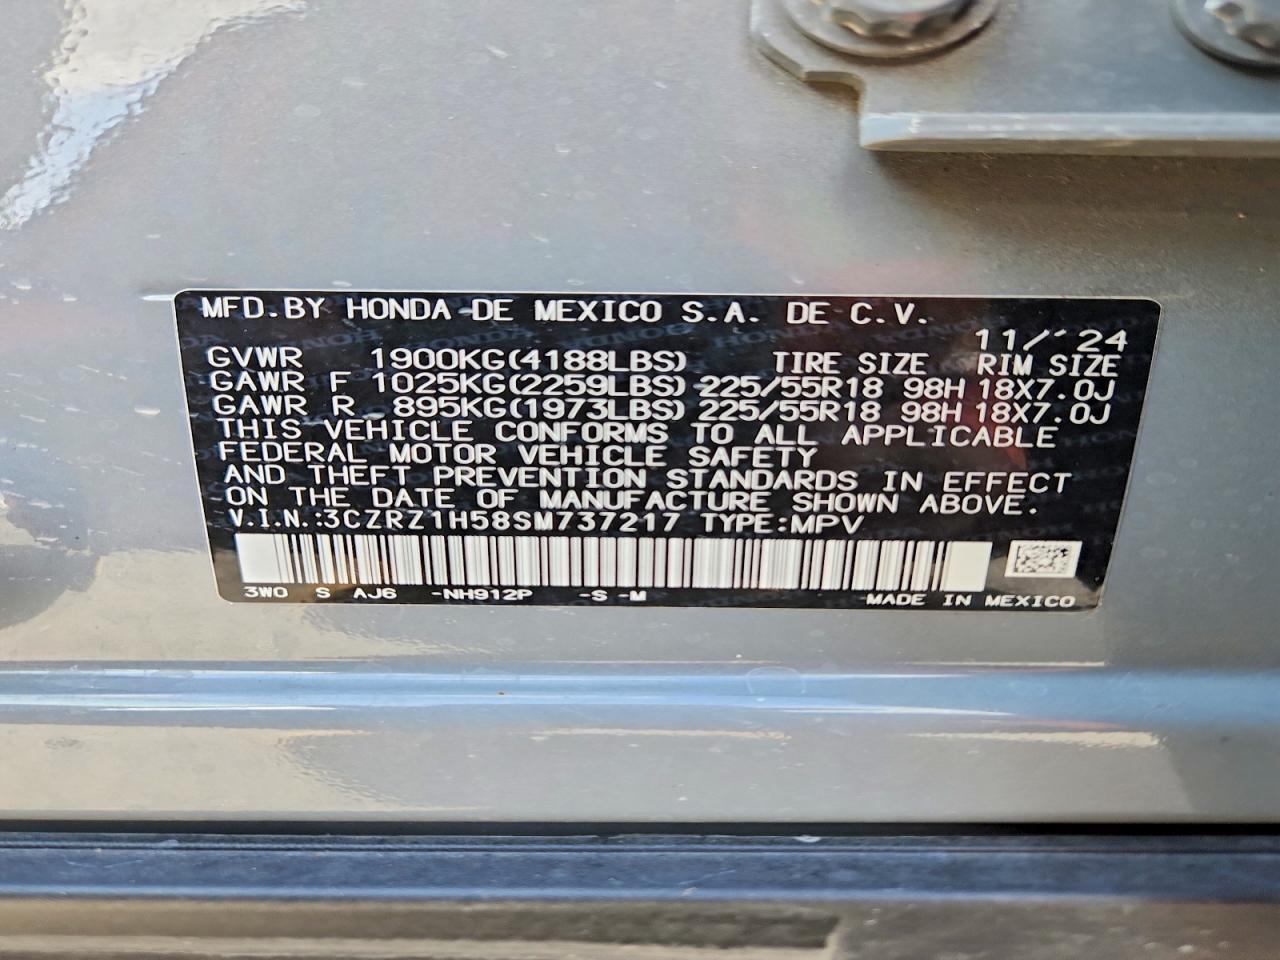 MFD.BY HONDA DE MEXICO S.A. DE C.V.
11/24
GVWR 1900KG(4188LBS) TIRE SIZE RIM SIZE
GAWR F 1025KG(2259LBS) 225/55R18 98H 18X7.0J
GAWR R 895KG(1973LBS) 225/55R18 98H 18X7.0J
THIS VEHICLE CONFORMS TO ALL APPLICABLE
FEDERAL MOTOR VEHICLE SAFETY
AND THEFT PREVENTION STANDARDS IN EFFECT
ON THE DATE OF MANUFACTURE SHOWN ABOVE.
V.I.N.:3CZRZ1H58SM737217 TYPE:MPV
3W0 S AJ6 -NH912P -S -M MADE IN MEXICO